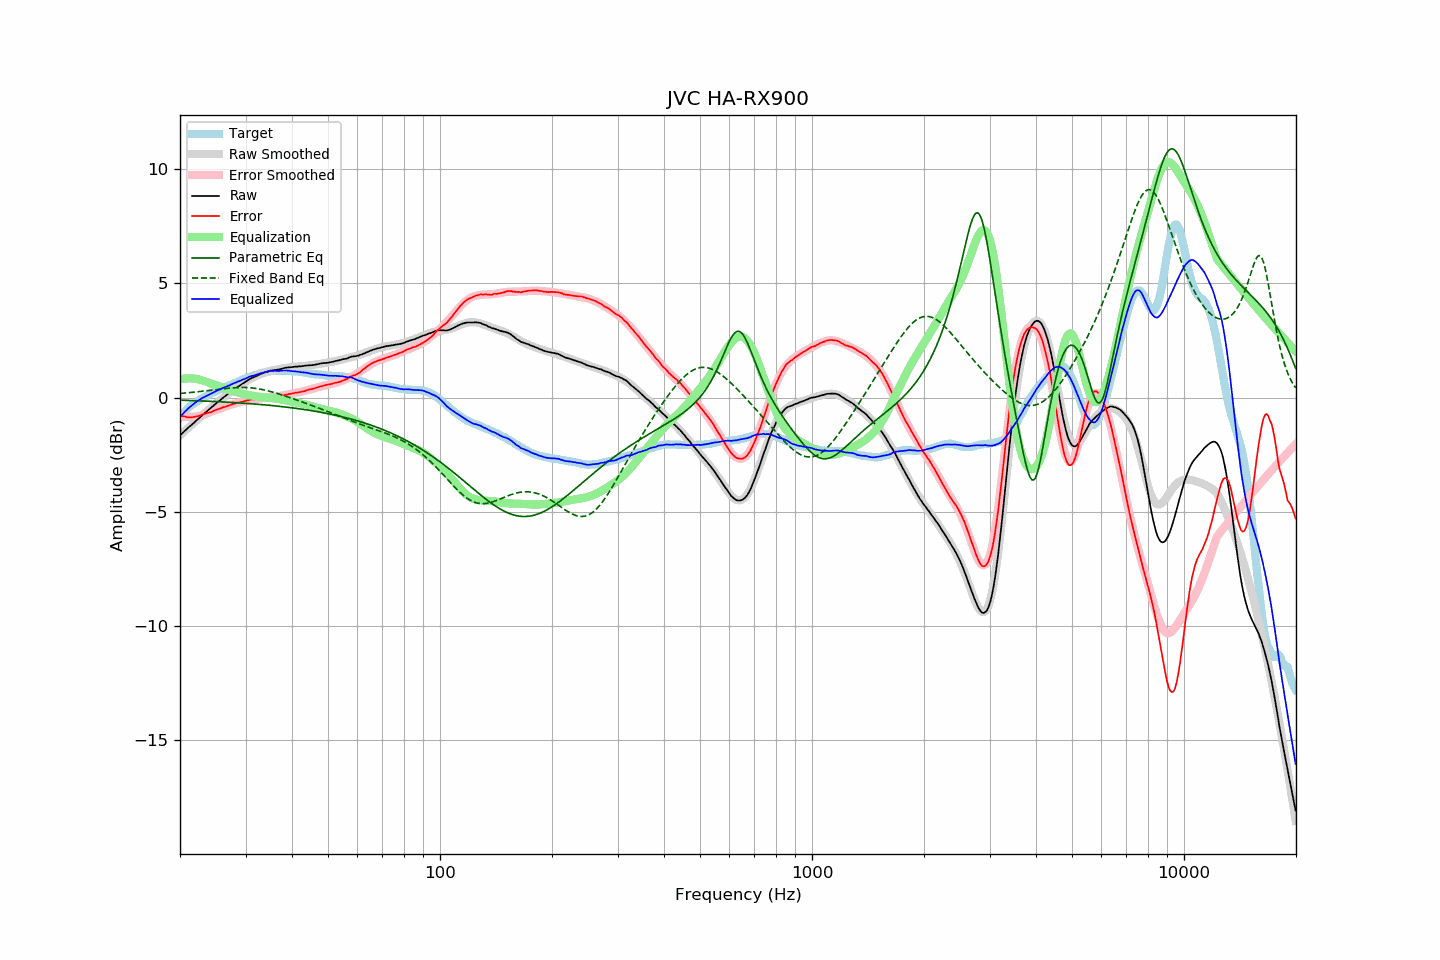 JVC HA-RX900
Target
Raw Smoothed
Error Smoothed
Raw
Error
Equalization
Parametric Eq
Fixed Band Eq
Equalized
10
5
0
−5
−10
−15
Amplitude (dBr)
100
1000
10000
Frequency (Hz)